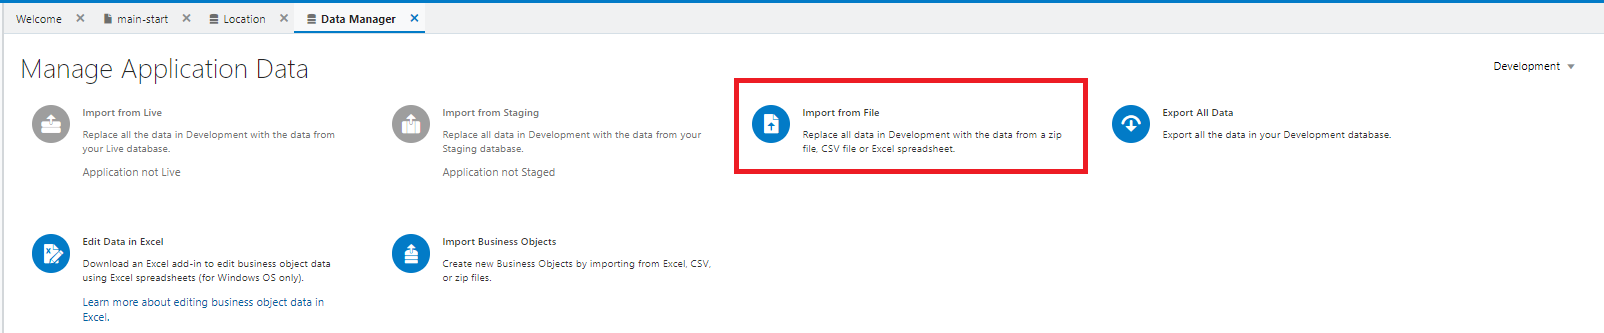 Welcome
main-start
Location
Data Manager
Manage Application Data
Development
Import from Live
Replace all the data in Development with the data from
your Live database.
Application not Live
Import from Staging
Replace all data in Development with the data from your
Staging database.
Application not Staged
Import from File
Replace all data in Development with the data from a zip
file, CSV file or Excel spreadsheet.
Export All Data
Export all the data in your Development database.
Edit Data in Excel
Download an Excel add-in to edit business object data
using Excel spreadsheets (for Windows OS only).
Learn more about editing business object data in
Excel.
Import Business Objects
Create new Business Objects by importing from Excel, CSV,
or zip files.